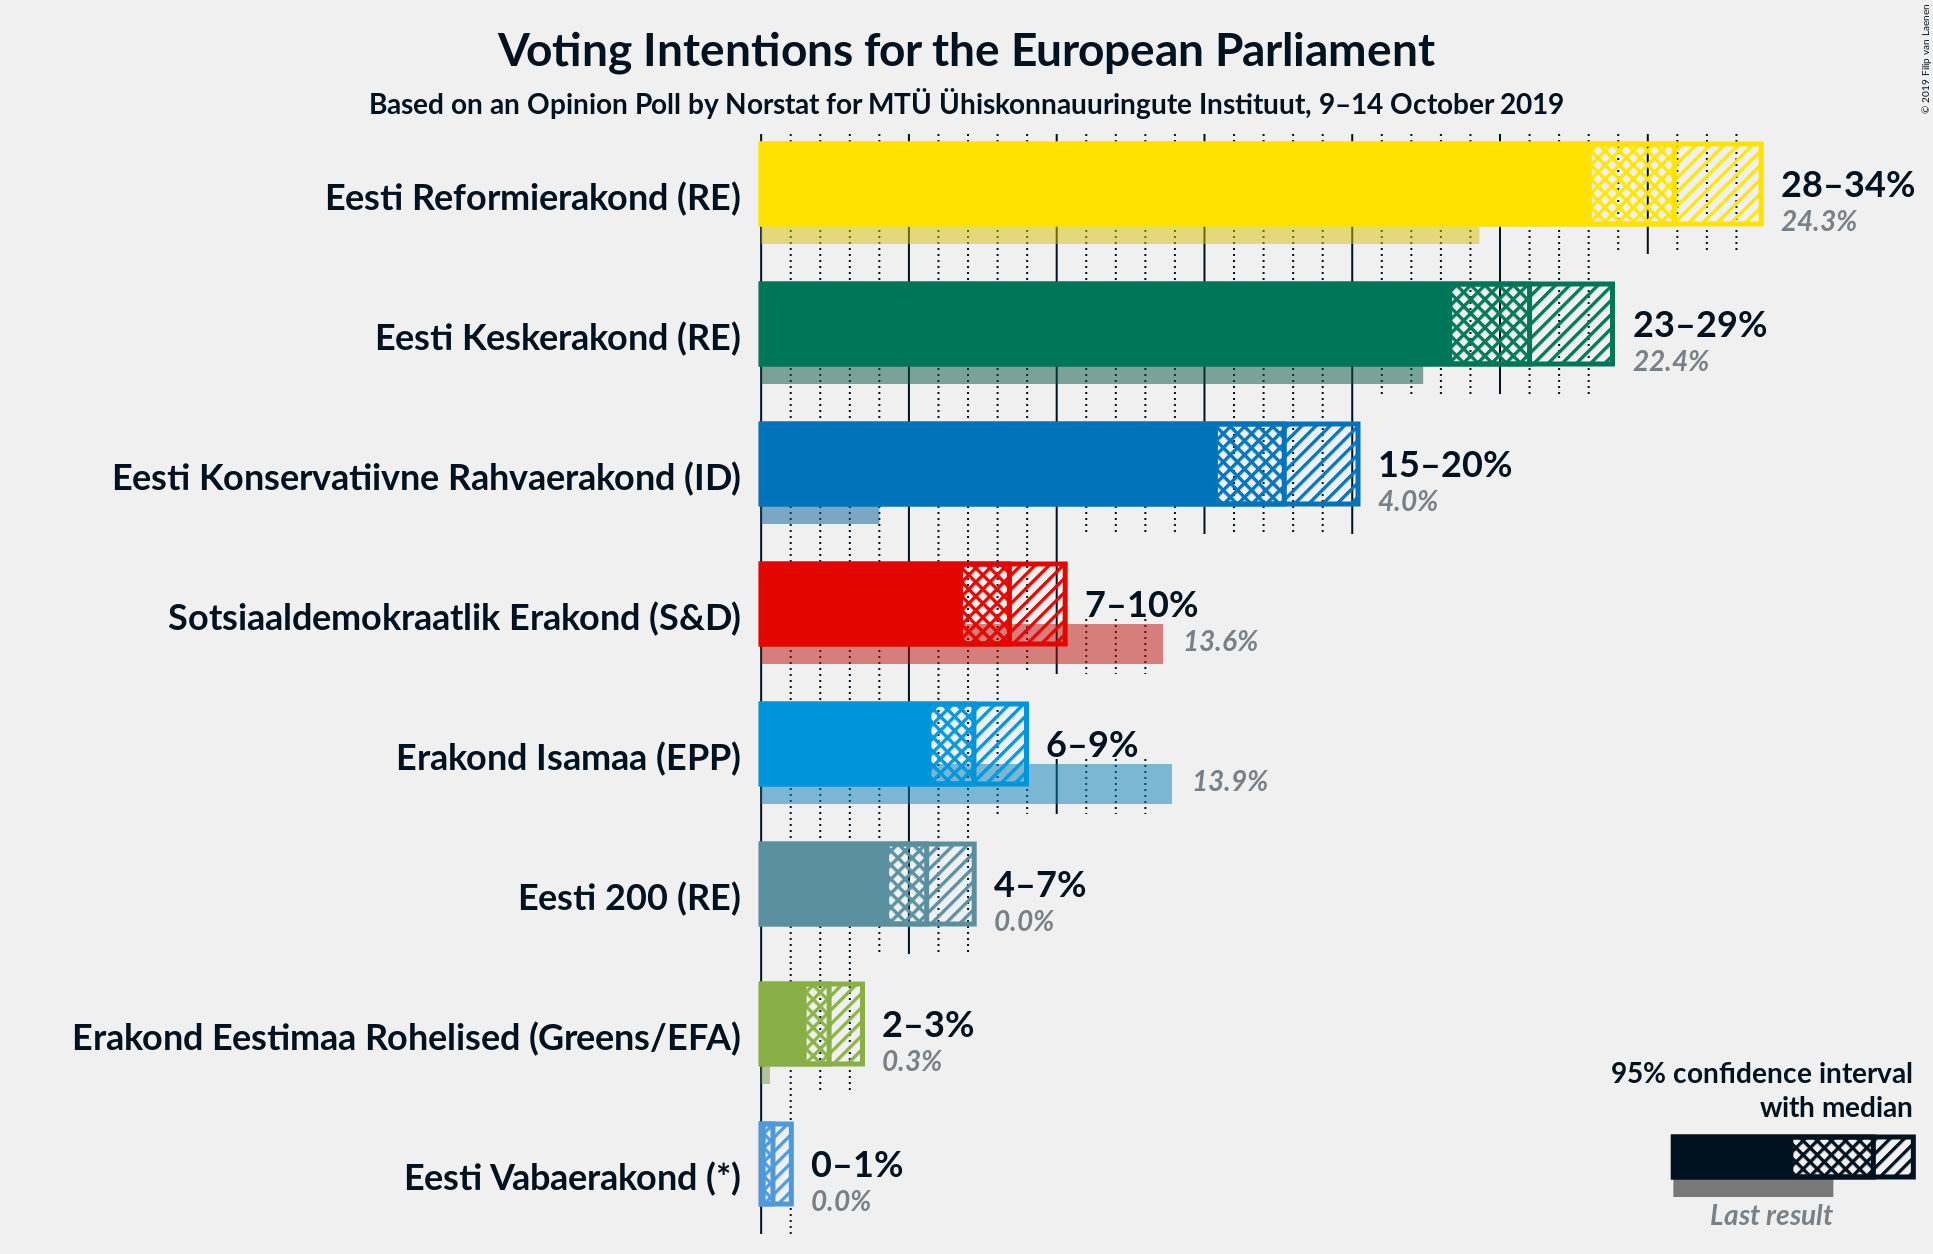 Voting Intentions for the European Parliament
Based on an Opinion Poll by Norstat for MTÜ Ühiskonnauuringute Instituut, 9–14 October 2019
© 2019 Filip van Laenen
Eesti Reformierakond (RE)
28–34%
24.3%
Eesti Keskerakond (RE)
23–29%
22.4%
Eesti Konservatiivne Rahvaerakond (ID)
15–20%
4.0%
Sotsiaaldemokraatlik Erakond (S&D)
7–10%
13.6%
Erakond Isamaa (EPP)
6–9%
13.9%
Eesti 200 (RE)
4–7%
0.0%
Erakond Eestimaa Rohelised (Greens/EFA)
2–3%
0.3%
Eesti Vabaerakond (*)
0–1%
0.0%
95% confidence interval
with median
Last result